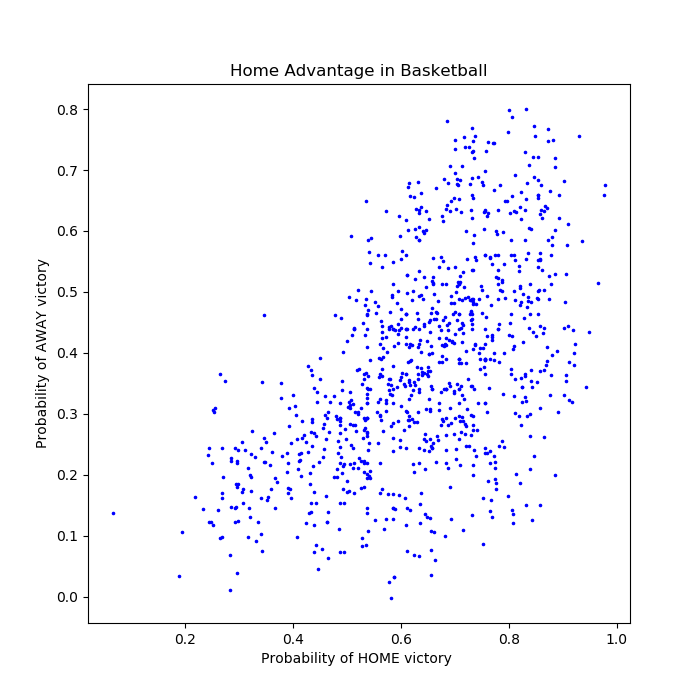 Home Advantage in Basketball
Probability of AWAY victory
0.8
0.7
0.6
0.5
0.4
0.3
0.2
0.1
0.0
0.2 0.4 0.6 0.8 1.0
Probability of HOME victory